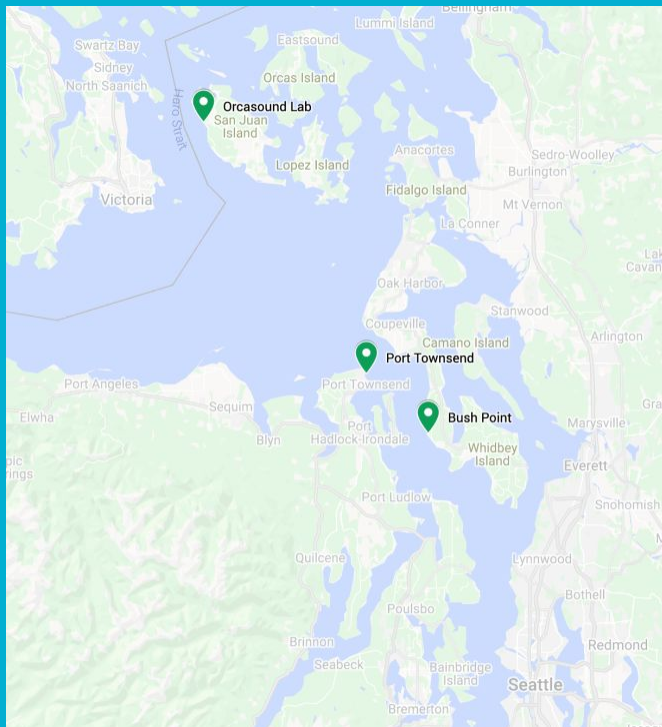 Bellingham
Lummi Island
Swartz Bay
Eastsound
Sidney
Orcas Island
North Saanich
Haro Strait
Orcasound Lab
San Juan
Island
Anacortes
Lopez Island
Sedro-Woolley
Burlington
Fidalgo Island
Victoria
Mt Vernon
La Conner
Oak Harbor
Stanwood
Coupeville
Arlington
Camano Island
Port Townsend
Port Angeles
Port Townsend
Sequim
Bush Point
Elwha
Port
Hadlock-Irondale
Blyn
Marysville
Whidbey
Island
Everett
Port Ludlow
Snohomish
Quilcene
Lynnwood
Bothell
Poulsbo
Brinnon
Redmond
Seabeck
Bainbridge
Island
Seattle
Bremerton